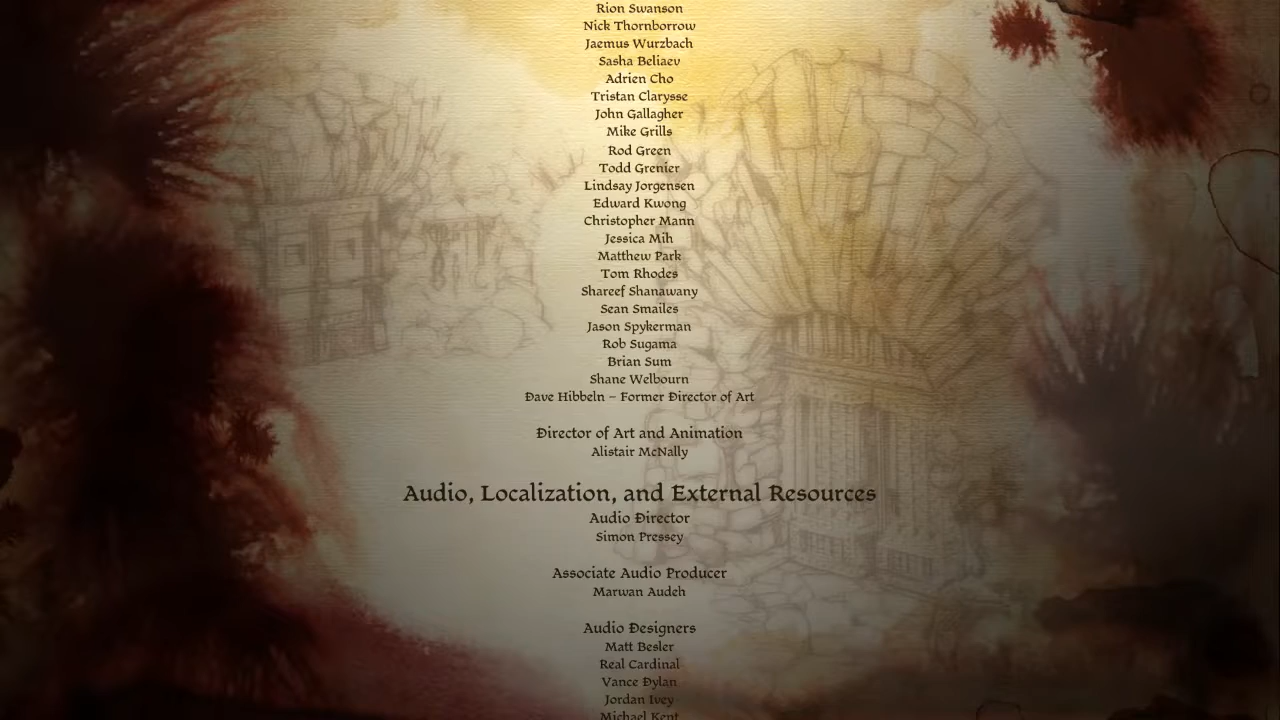 Rion Swanson
Nick Thornborrow
Jaemus Wurzbach
Sasha Beliaev
Adrien Cho
Tristan Clarysse
John Gallagher
Mike Grills
Rod Green
Todd Grenier
Lindsay Jorgensen
Edward Kwong
Christopher Mann
Jessica Mih
Matthew Park
Tom Rhodes
Shareef Shanawany
Sean Smailes
Jason Spykerman
Rob Sugama
Brian Sum
Shane Welbourn
Dave Hibbeln – Former Director of Art
Director of Art and Animation
Alistair McNally
Audio, Localization, and External Resources
Audio Director
Simon Pressey
Associate Audio Producer
Marwan Audeh
Audio Designers
Matt Besler
Real Cardinal
Vance Dylan
Jordan Ivey
Michael Kent